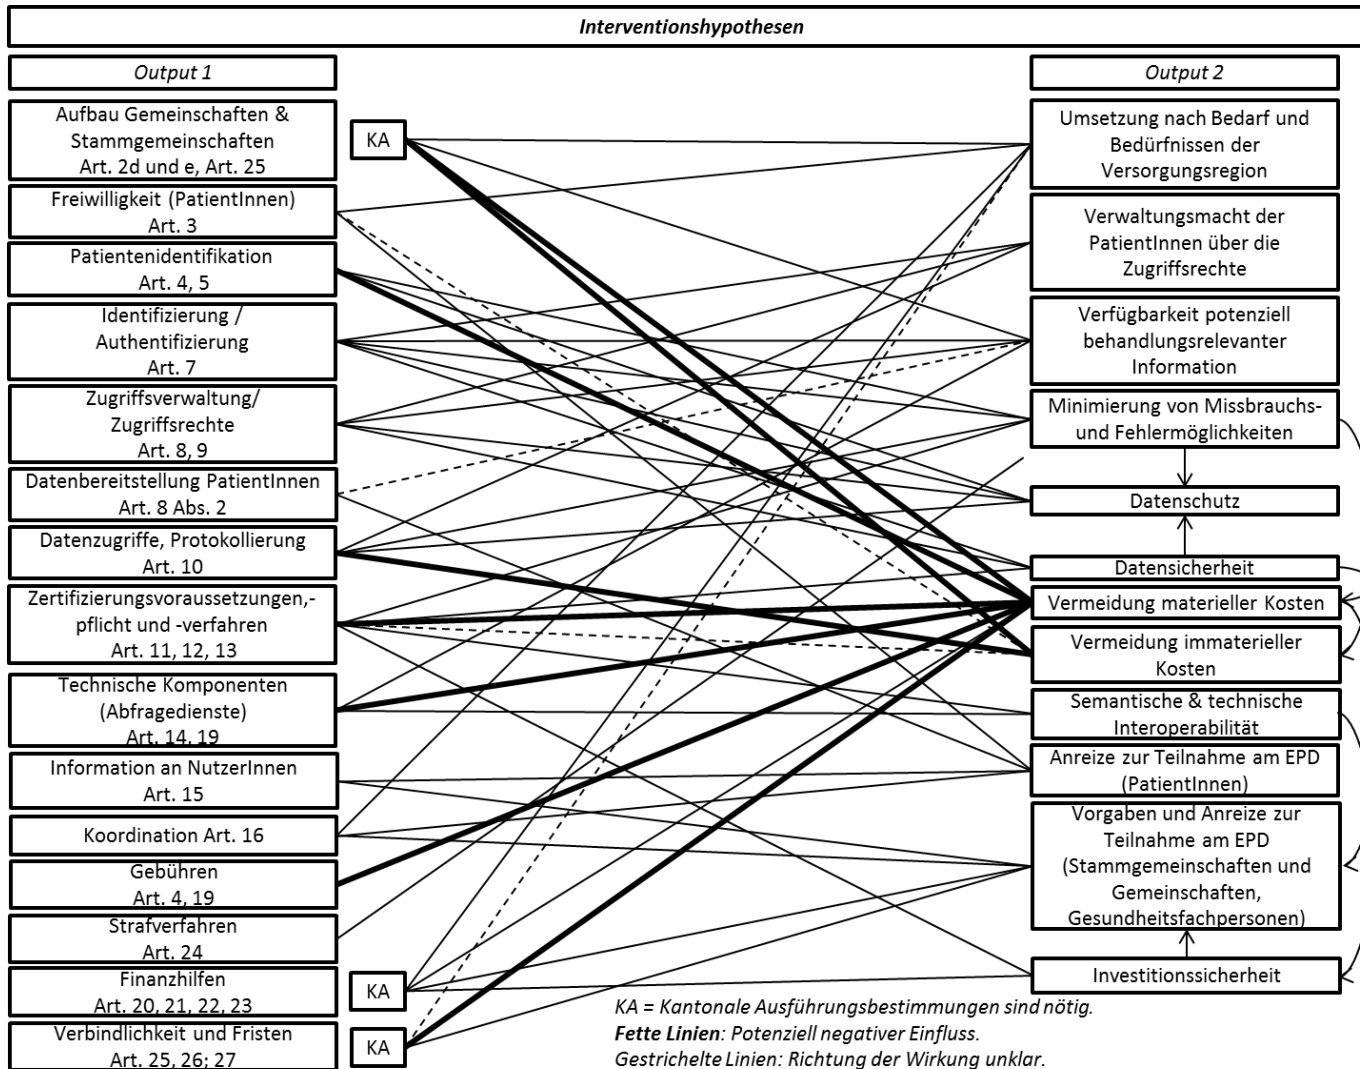 Interventionshypothesen
Output 1
Aufbau Gemeinschaften &
Stammgemeinschaften
Art. 2d und e, Art. 25
KA
Freiwilligkeit (PatientInnen)
Art. 3
Patientenidentifikation
Art. 4, 5
Identifizierung /
Authentifizierung
Art. 7
Zugriffsverwaltung/
Zugriffsrechte
Art. 8, 9
Datenbereitstellung PatientInnen
Art. 8 Abs. 2
Datenzugriffe, Protokollierung
Art. 10
Zertifizierungsvoraussetzungen,-
pflicht und -verfahren
Art. 11, 12, 13
Technische Komponenten
(Abfragedienste)
Art. 14, 19
Information an NutzerInnen
Art. 15
Koordination Art. 16
Gebühren
Art. 4, 19
Strafverfahren
Art. 24
Finanzhilfen
Art. 20, 21, 22, 23
KA
Verbindlichkeit und Fristen
Art. 25, 26; 27
KA
Output 2
Umsetzung nach Bedarf und
Bedürfnissen der
Versorgungsregion
Verwaltungsmacht der
PatientInnen über die
Zugriffsrechte
Verfügbarkeit potenziell
behandlungsrelevanter
Information
Minimierung von Missbrauchs-
und Fehlermöglichkeiten
Datenschutz
Datensicherheit
Vermeidung materieller Kosten
Vermeidung immaterieller
Kosten
Semantische & technische
Interoperabilität
Anreize zur Teilnahme am EPD
(PatientInnen)
Vorgaben und Anreize zur
Teilnahme am EPD
(Stammgemeinschaften und
Gemeinschaften,
Gesundheitsfachpersonen)
Investitionssicherheit
KA = Kantonale Ausführungsbestimmungen sind nötig.
Fette Linien: Potenziell negativer Einfluss.
Gestrichelte Linien: Richtung der Wirkung unklar.